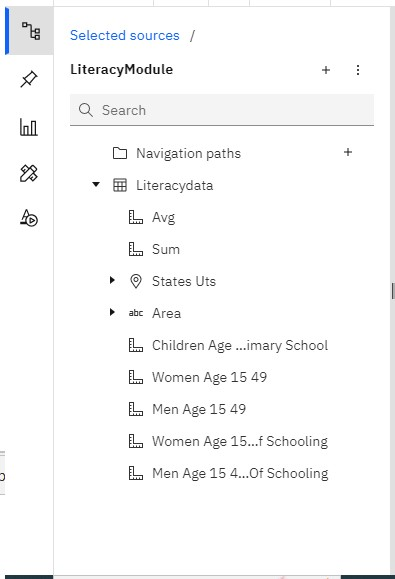 Selected sources /
LiteracyModule
Search
Navigation paths
Literacydata
Avg
Sum
States Uts
abc Area
Children Age ...imary School
Women Age 15 49
Men Age 15 49
Women Age 15...f Schooling
Men Age 15 4...Of Schooling